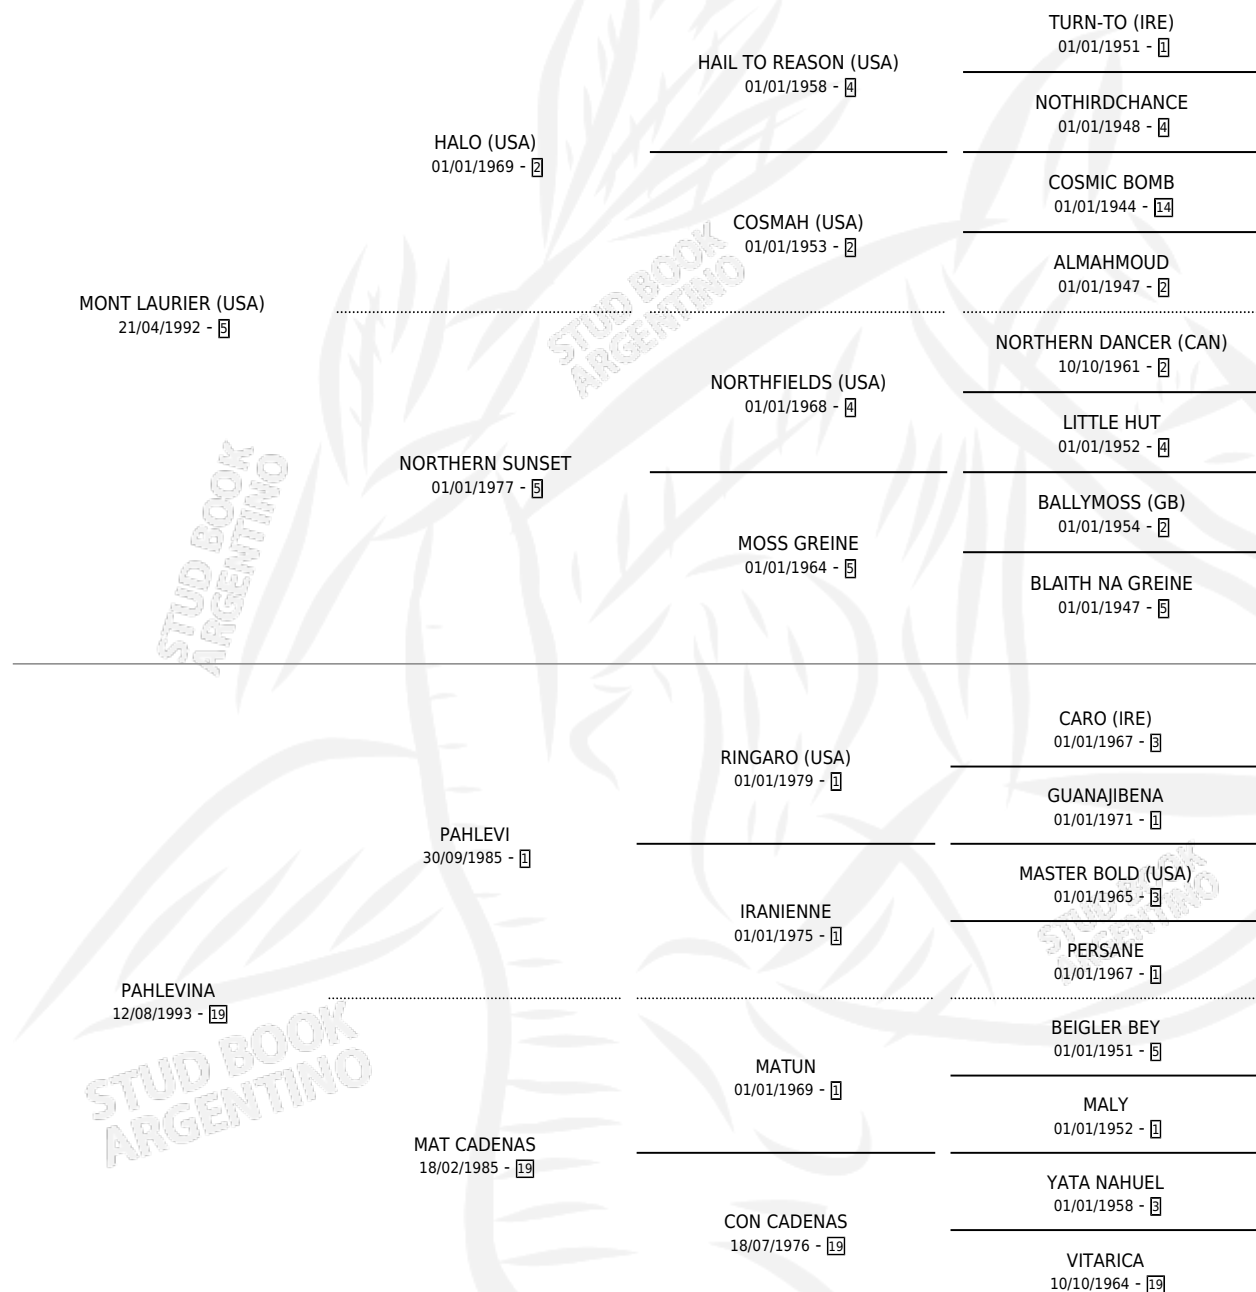 TURN-TO (IRE)
01/01/1951 - 1
HAIL TO REASON (USA)
01/01/1958 - 4
NOTHIRDCHANCE
01/01/1948 - 4
HALO (USA)
01/01/1969 - 2
COSMIC BOMB
01/01/1944 - 14
COSMAH (USA)
01/01/1953 - 2
ALMAHMOUD
01/01/1947 - 2
MONT LAURIER (USA)
21/04/1992 - 5
NORTHERN DANCER (CAN)
10/10/1961 - 2
NORTHFIELDS (USA)
01/01/1968 - 4
LITTLE HUT
01/01/1952 - 4
NORTHERN SUNSET
01/01/1977 - 5
BALLYMOSS (GB)
01/01/1954 - 2
MOSS GREINE
01/01/1964 - 5
BLAITH NA GREINE
01/01/1947 - 5
CARO (IRE)
01/01/1967 - 3
RINGARO (USA)
01/01/1979 - 1
GUANAJIBENA
01/01/1971 - 1
PAHLEVI
30/09/1985 - 1
MASTER BOLD (USA)
01/01/1965 - 3
IRANIENNE
01/01/1975 - 1
PERSANE
01/01/1967 - 1
PAHLEVINA
12/08/1993 - 19
BEIGLER BEY
01/01/1951 - 5
MATUN
01/01/1969 - 1
MALY
01/01/1952 - 1
MAT CADENAS
18/02/1985 - 19
YATA NAHUEL
01/01/1958 - 3
CON CADENAS
18/07/1976 - 19
VITARICA
10/10/1964 - 19
STUD BOOK
ARGENTINO
STUD BOOK
ARGENTINO
STUD BOOK
ARGENTINO
STUD BOOK
ARGENTINO